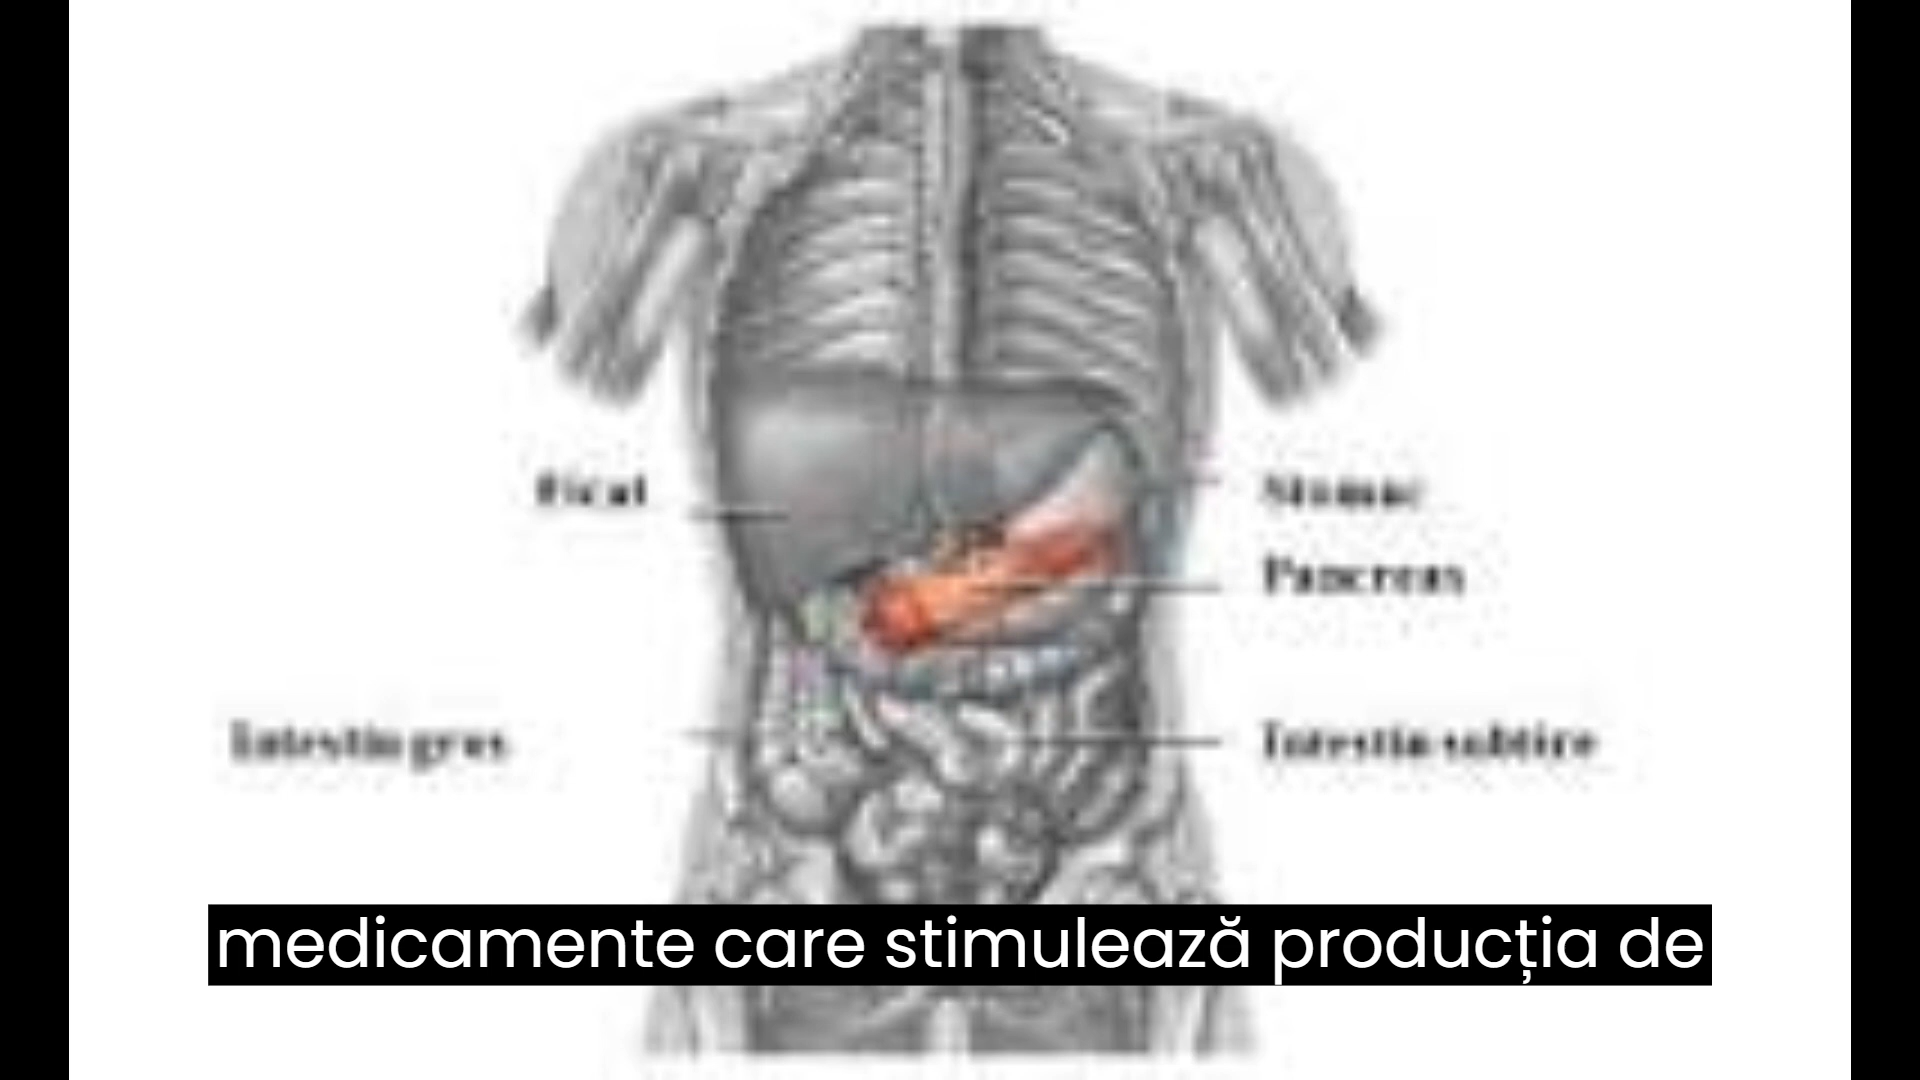 Ficat
Stomac
Pancreas
Intestin gros
Intestin subtire
medicamente care stimulează producția de